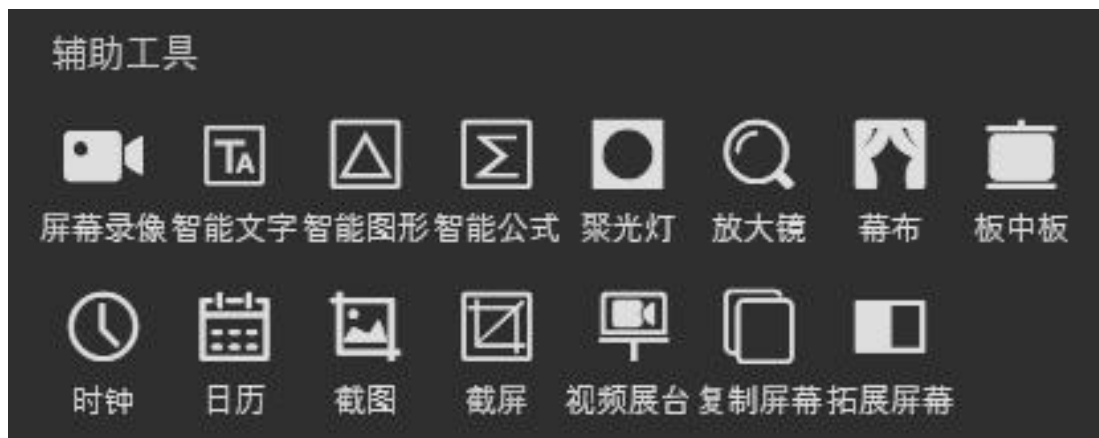 辅助工具
TA
屏幕录像 智能文字 智能图形 智能公式 聚光灯 放大镜 幕布 板中板
时钟 日历 截图 截屏 视频展台 复制屏幕 拓展屏幕